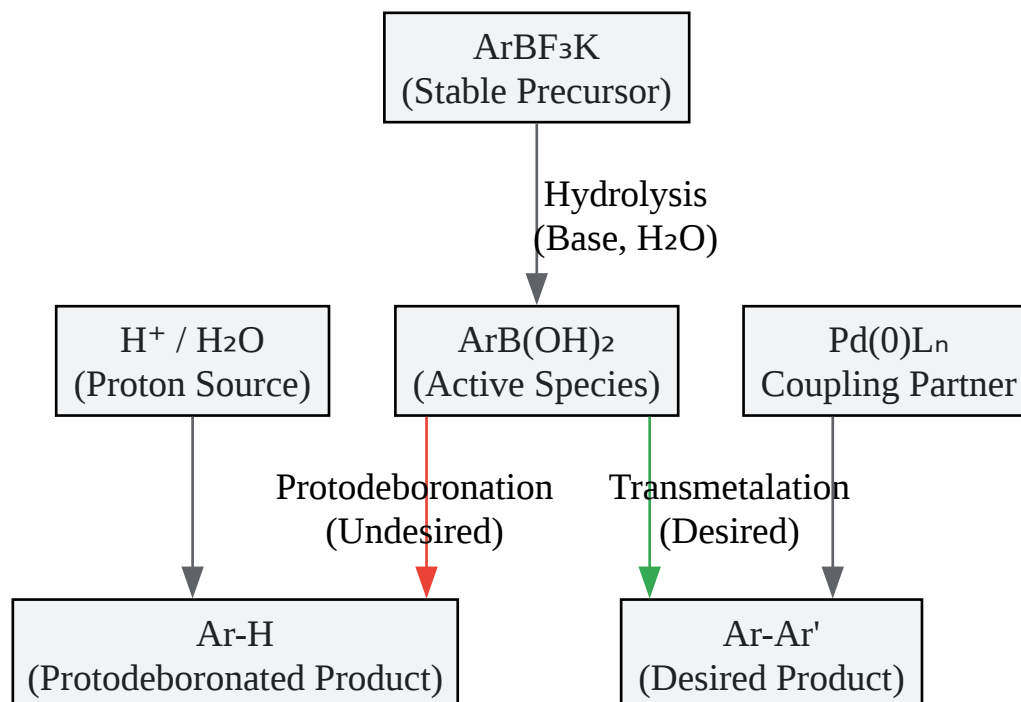 ArBF₃K
(Stable Precursor)
Hydrolysis
(Base, H₂O)
H⁺ / H₂O
(Proton Source)
ArB(OH)₂
(Active Species)
Pd(0)Lₙ
Coupling Partner
Protodeboronation
(Undesired)
Transmetalation
(Desired)
Ar-H
(Protodeboronated Product)
Ar-Ar'
(Desired Product)